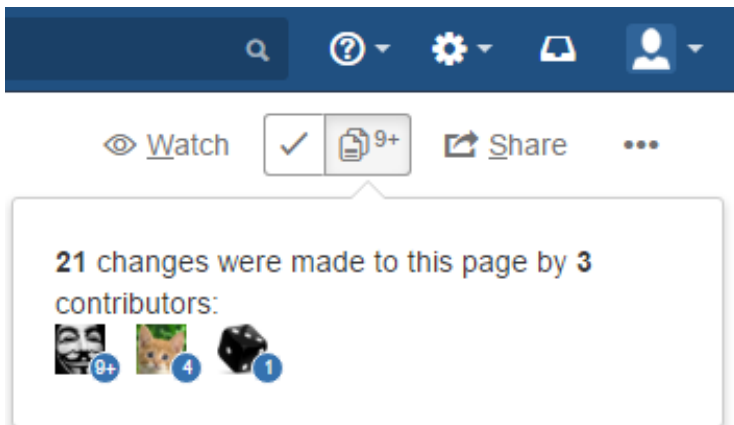 Watch 9+ Share
21 changes were made to this page by 3
contributors:
9+ 4 1